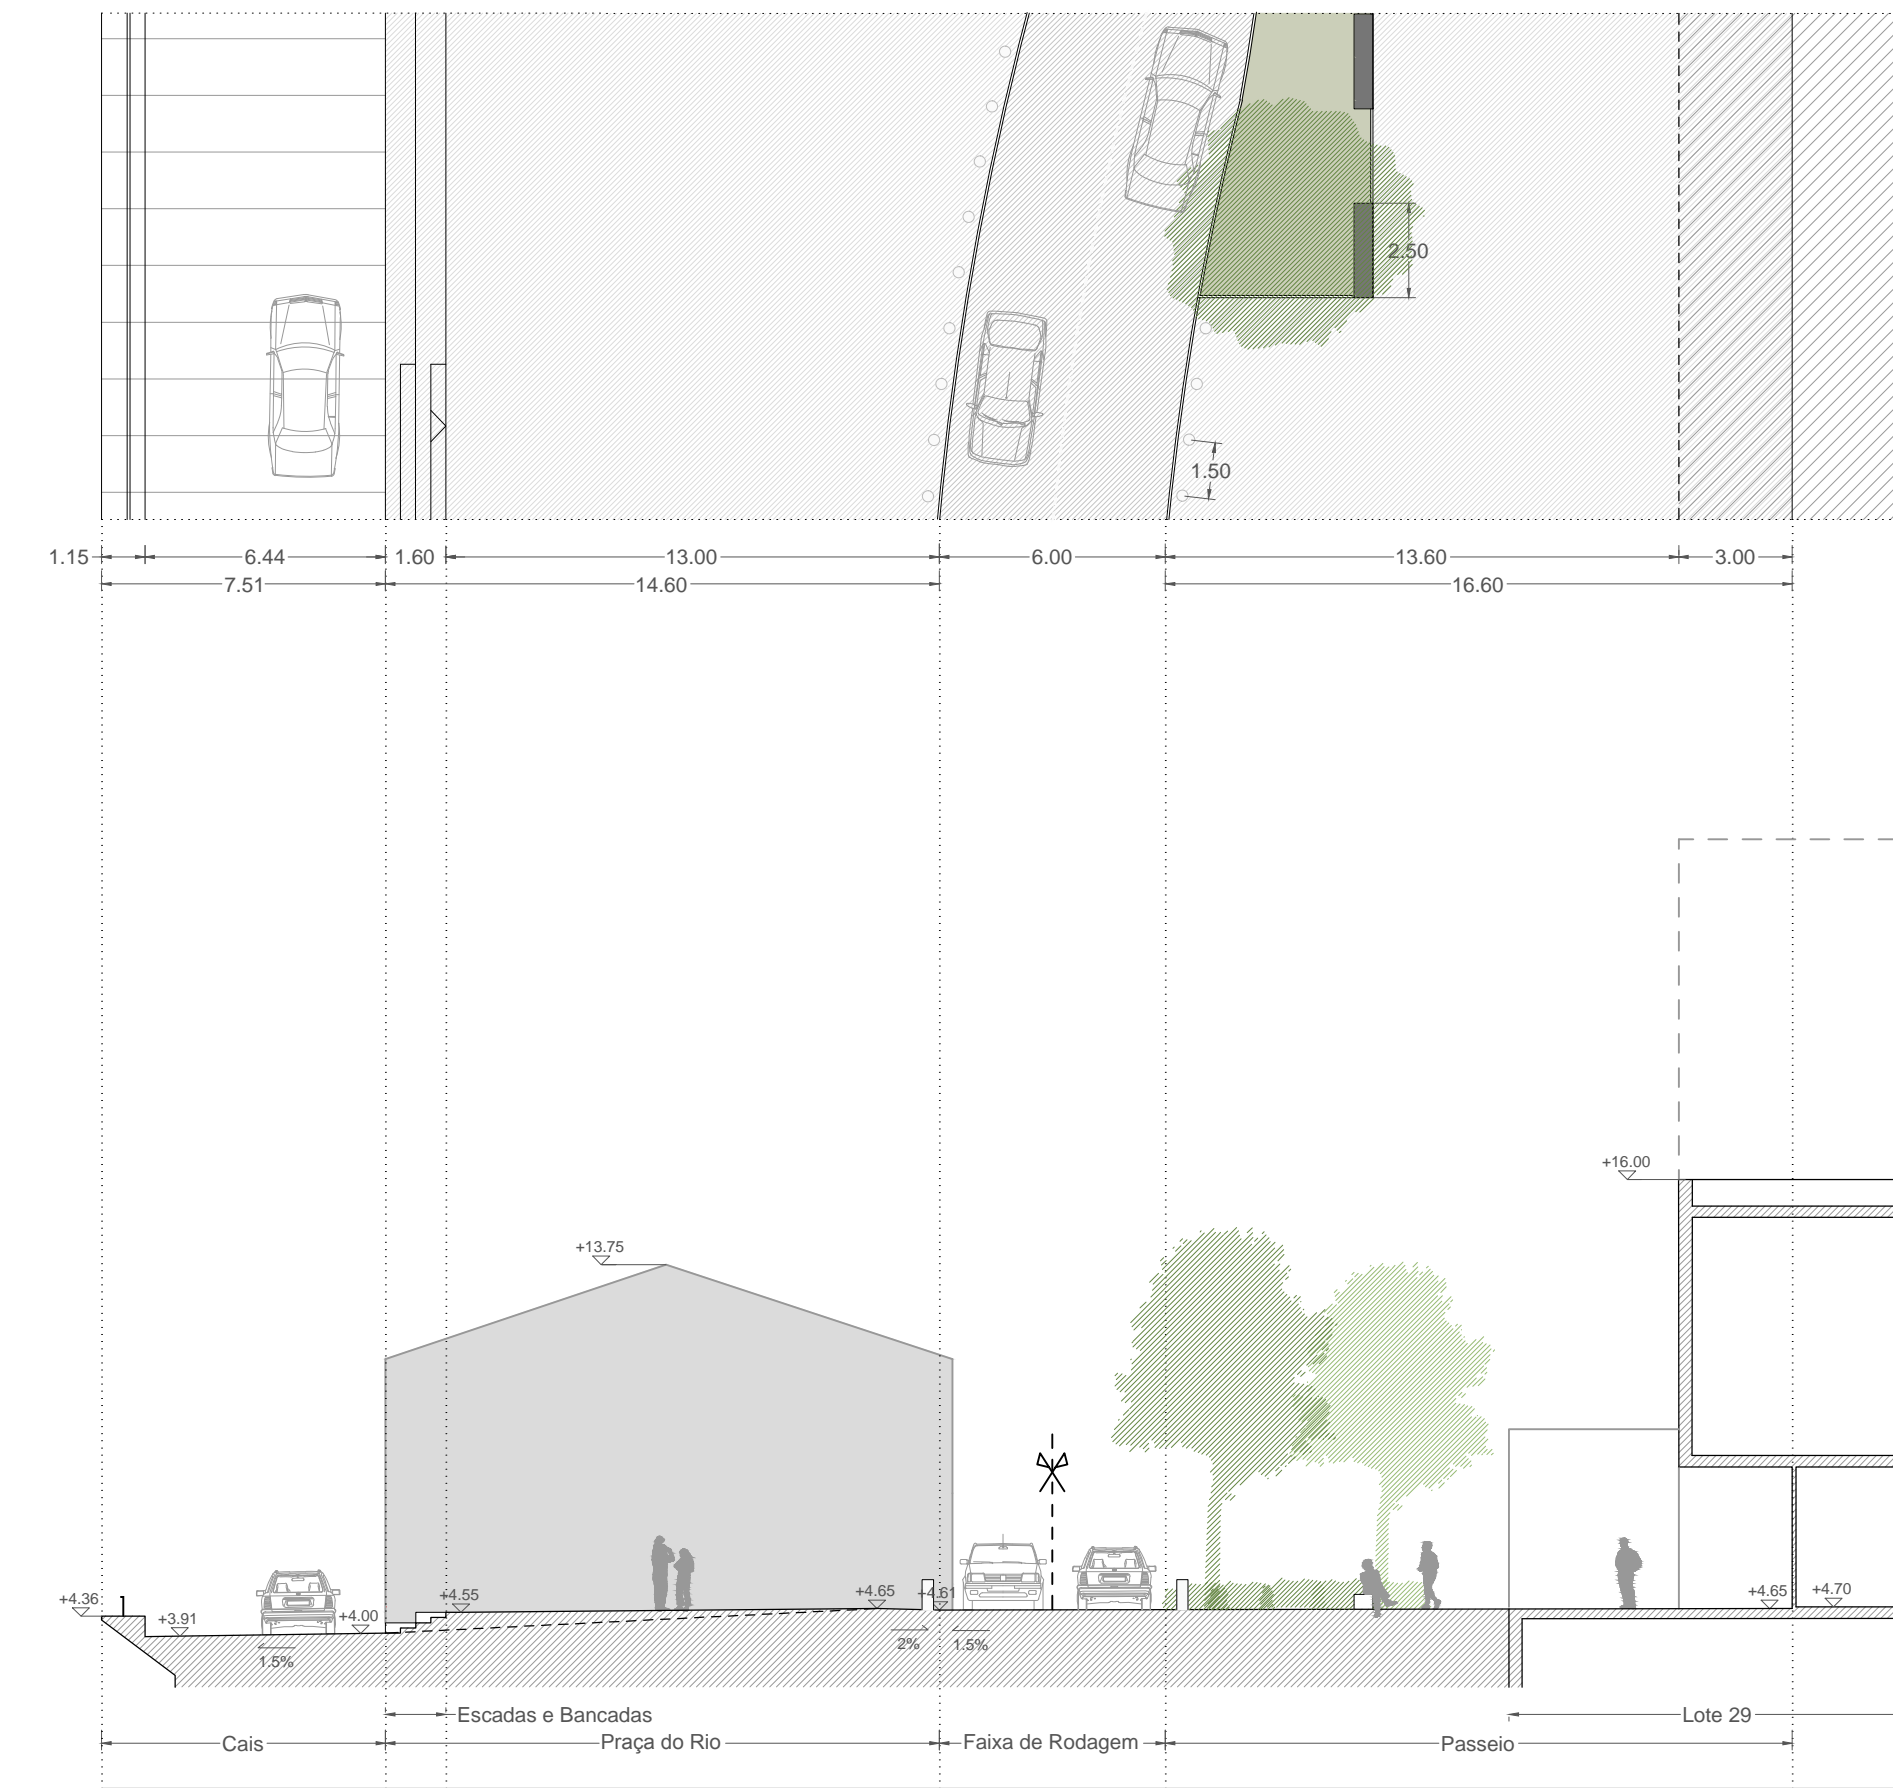 2.50
1.50
1.15 6.44 1.60 13.00 6.00 13.60 3.00
7.51 14.60 16.60
+16.00
+13.75
+4.36 +3.91 +4.00 +4.55 +4.65 +4.61 +4.65 +4.70
1.5% 2% 1.5%
Escadas e Bancadas Lote 29
Cais Praça do Rio Faixa de Rodagem Passeio